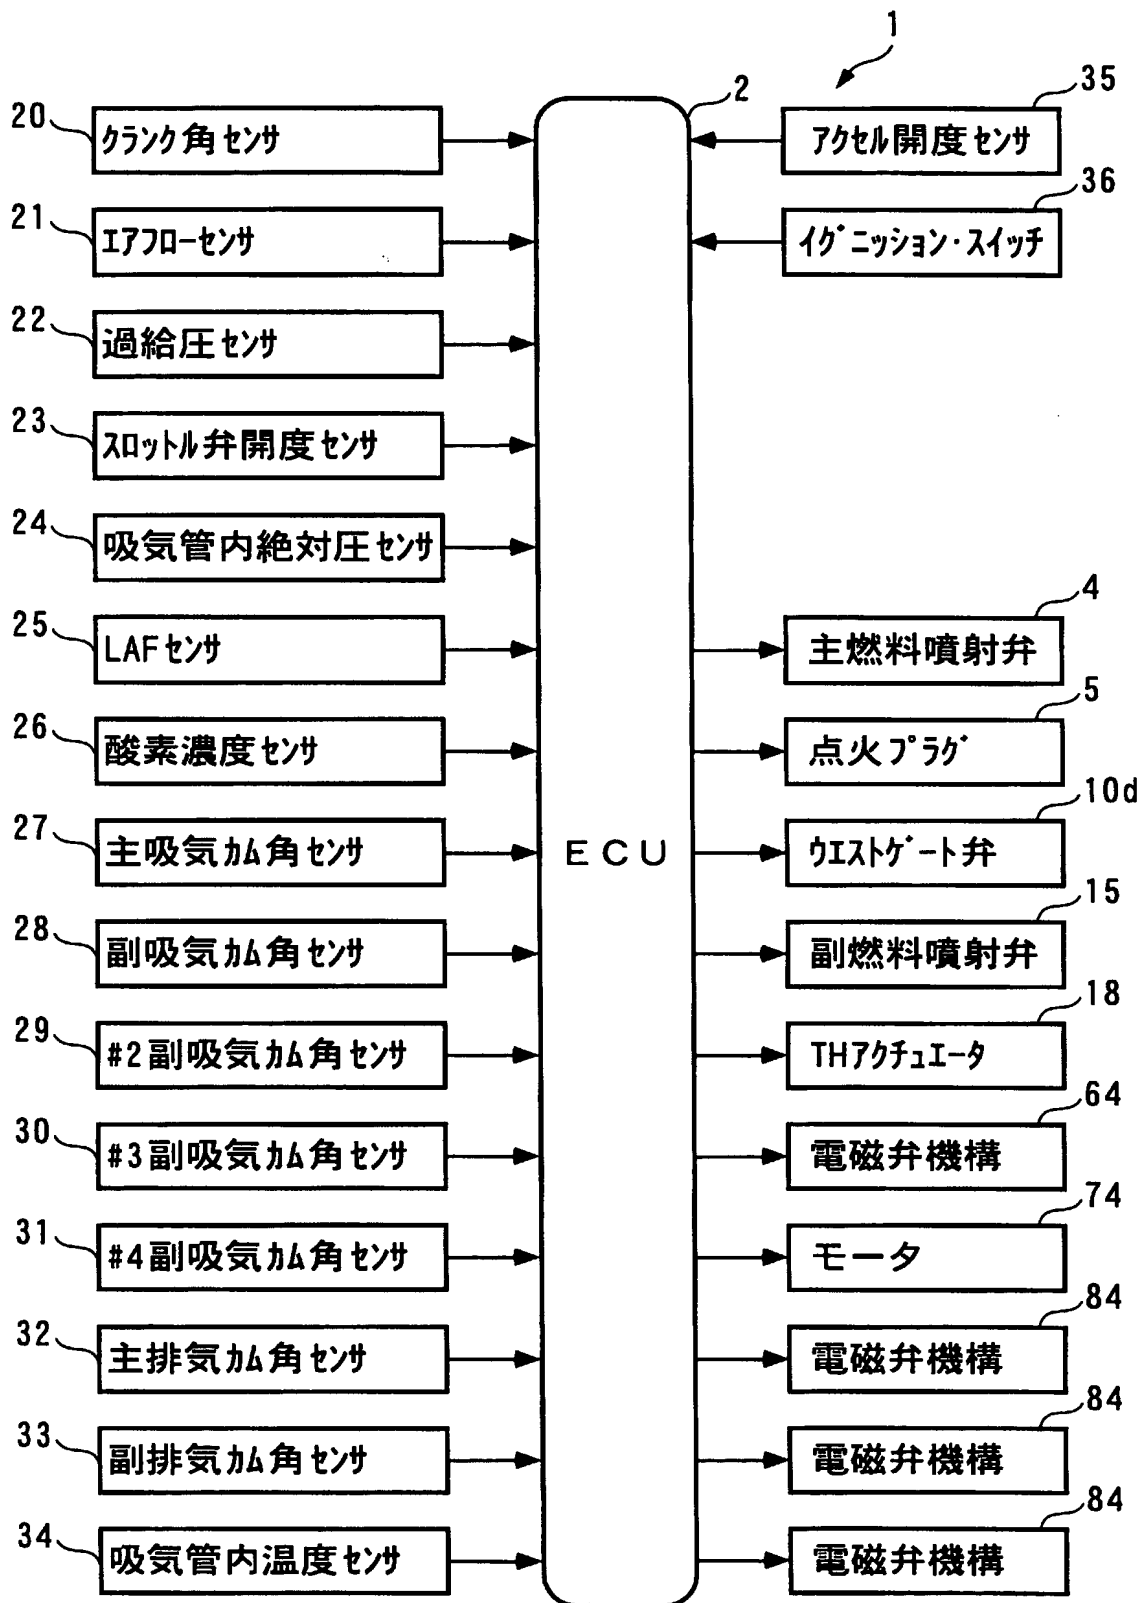 1
2
20
クランク角センサ
21
エアフローセンサ
22
過給圧センサ
23
スロットル弁開度センサ
24
吸気管内絶対圧センサ
25
LAFセンサ
26
酸素濃度センサ
27
主吸気カム角センサ
28
副吸気カム角センサ
29
#2副吸気カム角センサ
30
#3副吸気カム角センサ
31
#4副吸気カム角センサ
32
主排気カム角センサ
33
副排気カム角センサ
34
吸気管内温度センサ
ECU
35
アクセル開度センサ
36
イグニッション・スイッチ
4
主燃料噴射弁
5
点火プラグ
10d
ウエストゲート弁
15
副燃料噴射弁
18
THアクチュエータ
64
電磁弁機構
74
モータ
84
電磁弁機構
84
電磁弁機構
84
電磁弁機構